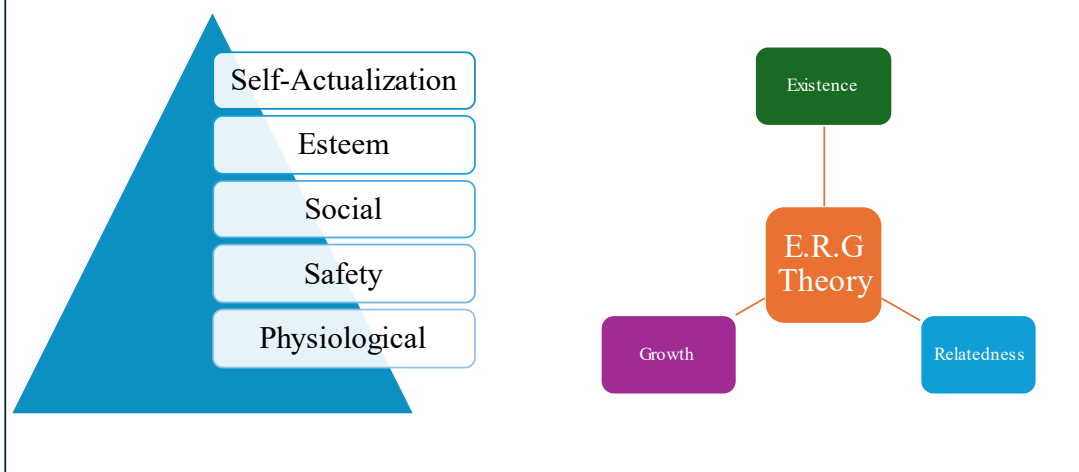 Self-Actualization
Esteem
Social
Safety
Physiological
Existence
E.R.G
Theory
Growth
Relatedness